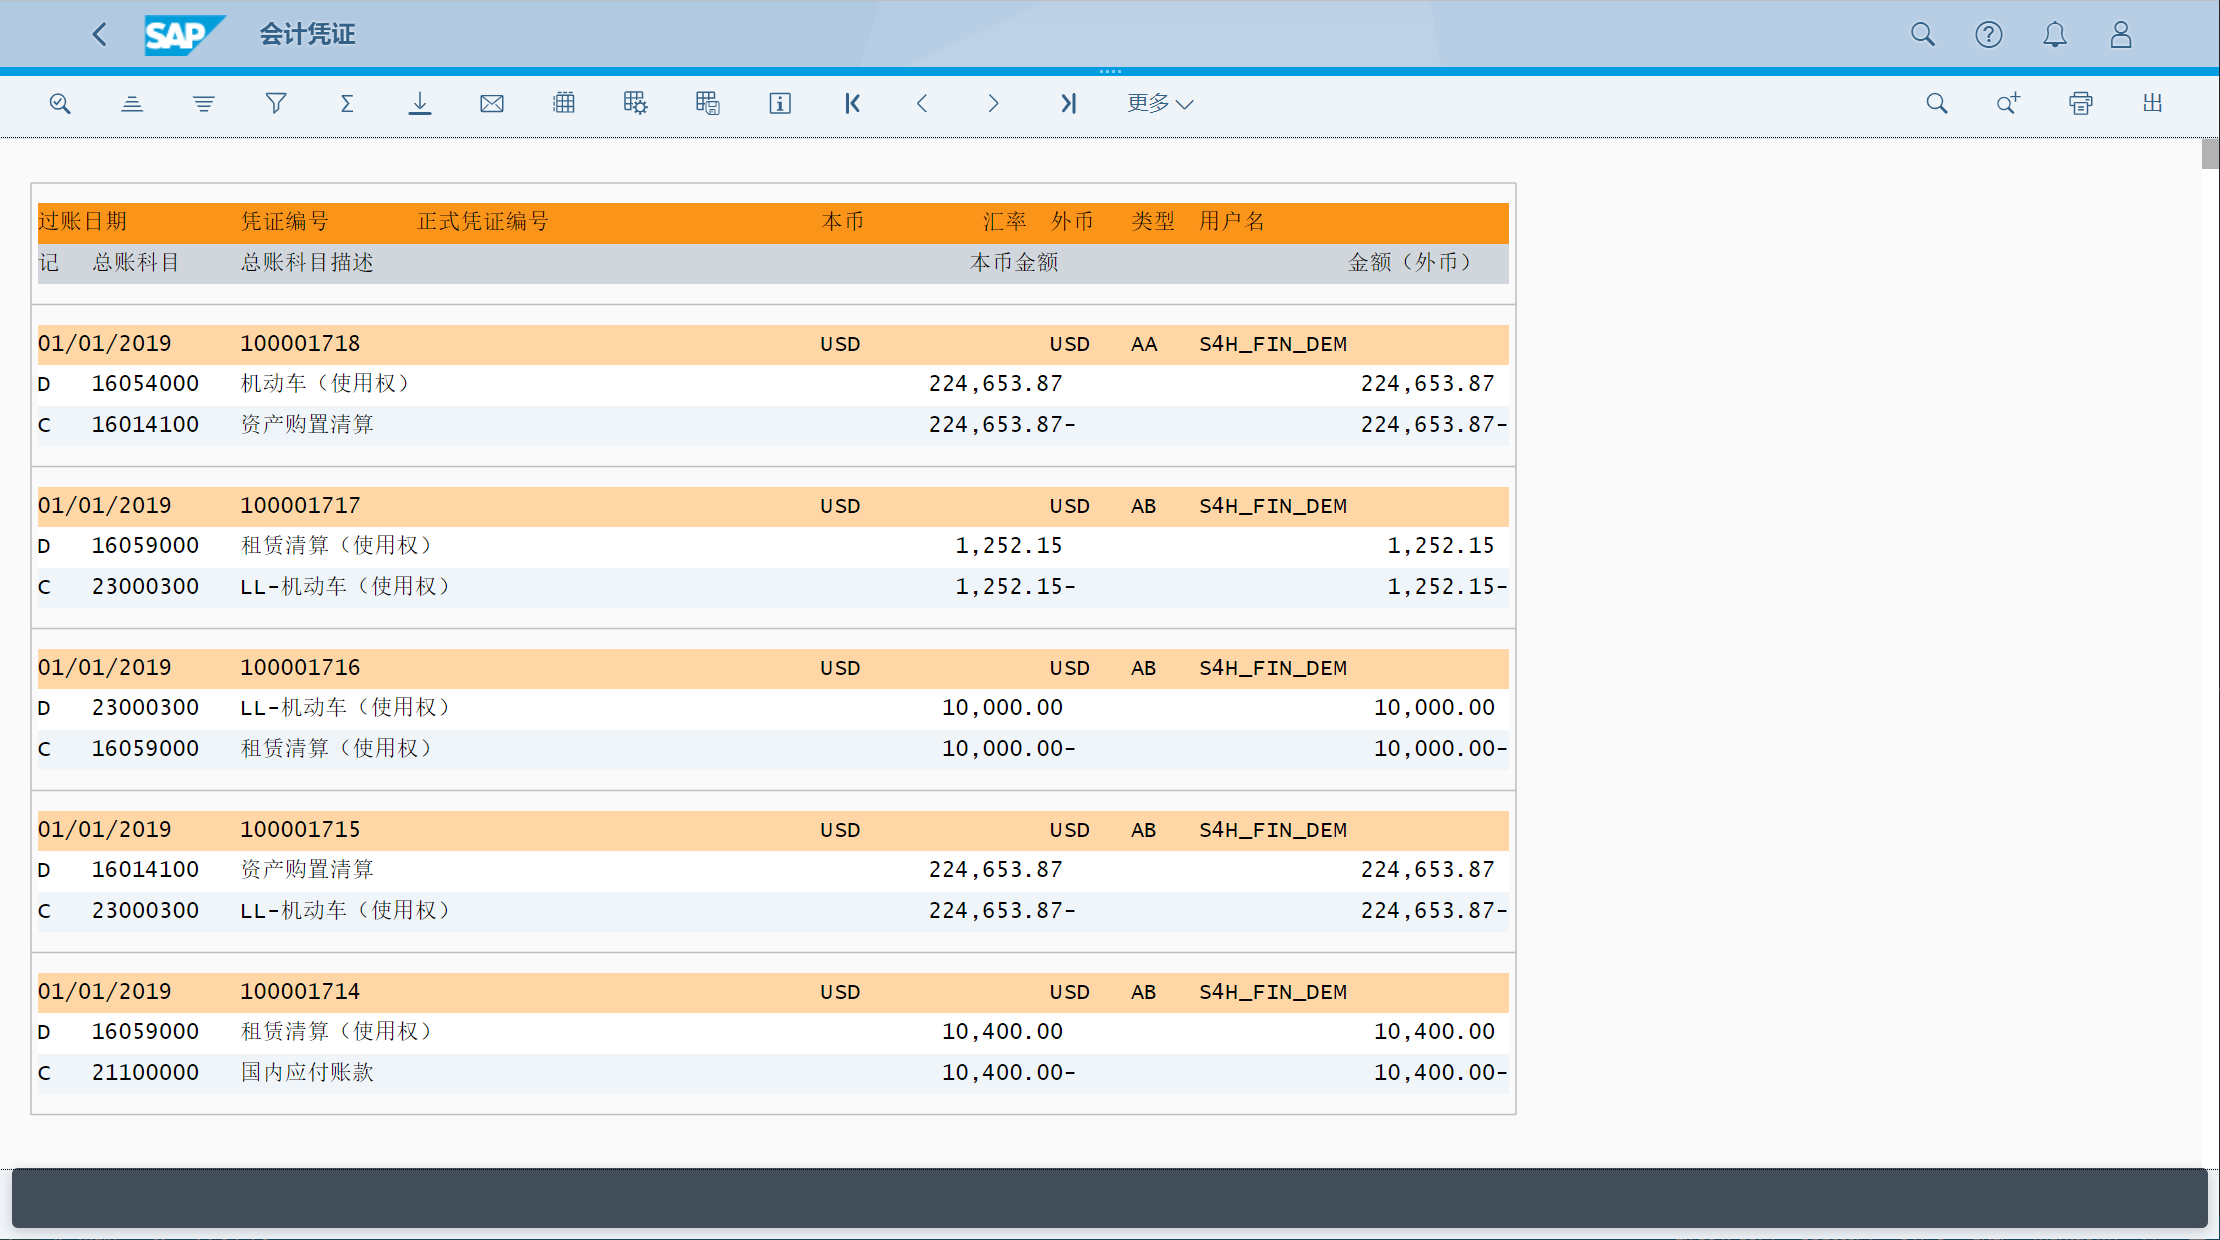 SAP 会计凭证
更多
出
过账日期 凭证编号 正式凭证编号 本币 汇率 外币 类型 用户名
记 总账科目 总账科目描述 本币金额 金额（外币）
01/01/2019 100001718 USD USD AA S4H_FIN_DEM
D 16054000 机动车（使用权） 224,653.87 224,653.87
C 16014100 资产购置清算 224,653.87- 224,653.87-
01/01/2019 100001717 USD USD AB S4H_FIN_DEM
D 16059000 租赁清算（使用权） 1,252.15 1,252.15
C 23000300 LL-机动车（使用权） 1,252.15- 1,252.15-
01/01/2019 100001716 USD USD AB S4H_FIN_DEM
D 23000300 LL-机动车（使用权） 10,000.00 10,000.00
C 16059000 租赁清算（使用权） 10,000.00- 10,000.00-
01/01/2019 100001715 USD USD AB S4H_FIN_DEM
D 16014100 资产购置清算 224,653.87 224,653.87
C 23000300 LL-机动车（使用权） 224,653.87- 224,653.87-
01/01/2019 100001714 USD USD AB S4H_FIN_DEM
D 16059000 租赁清算（使用权） 10,400.00 10,400.00
C 21100000 国内应付账款 10,400.00- 10,400.00-